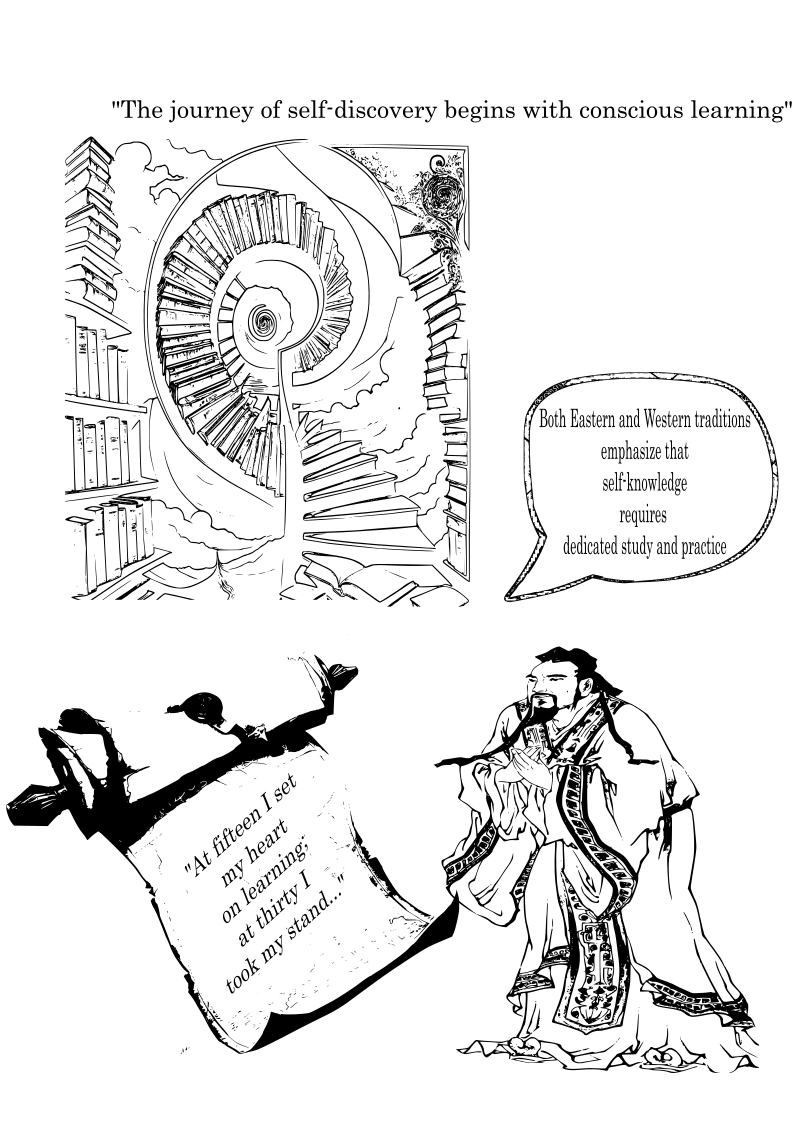 "The journey of self-discovery begins with conscious learning"
Both Eastern and Western traditions
emphasize that
self-knowledge
requires
dedicated study and practice
"At fifteen I set
my heart
on learning;
at thirty I
took my stand..."